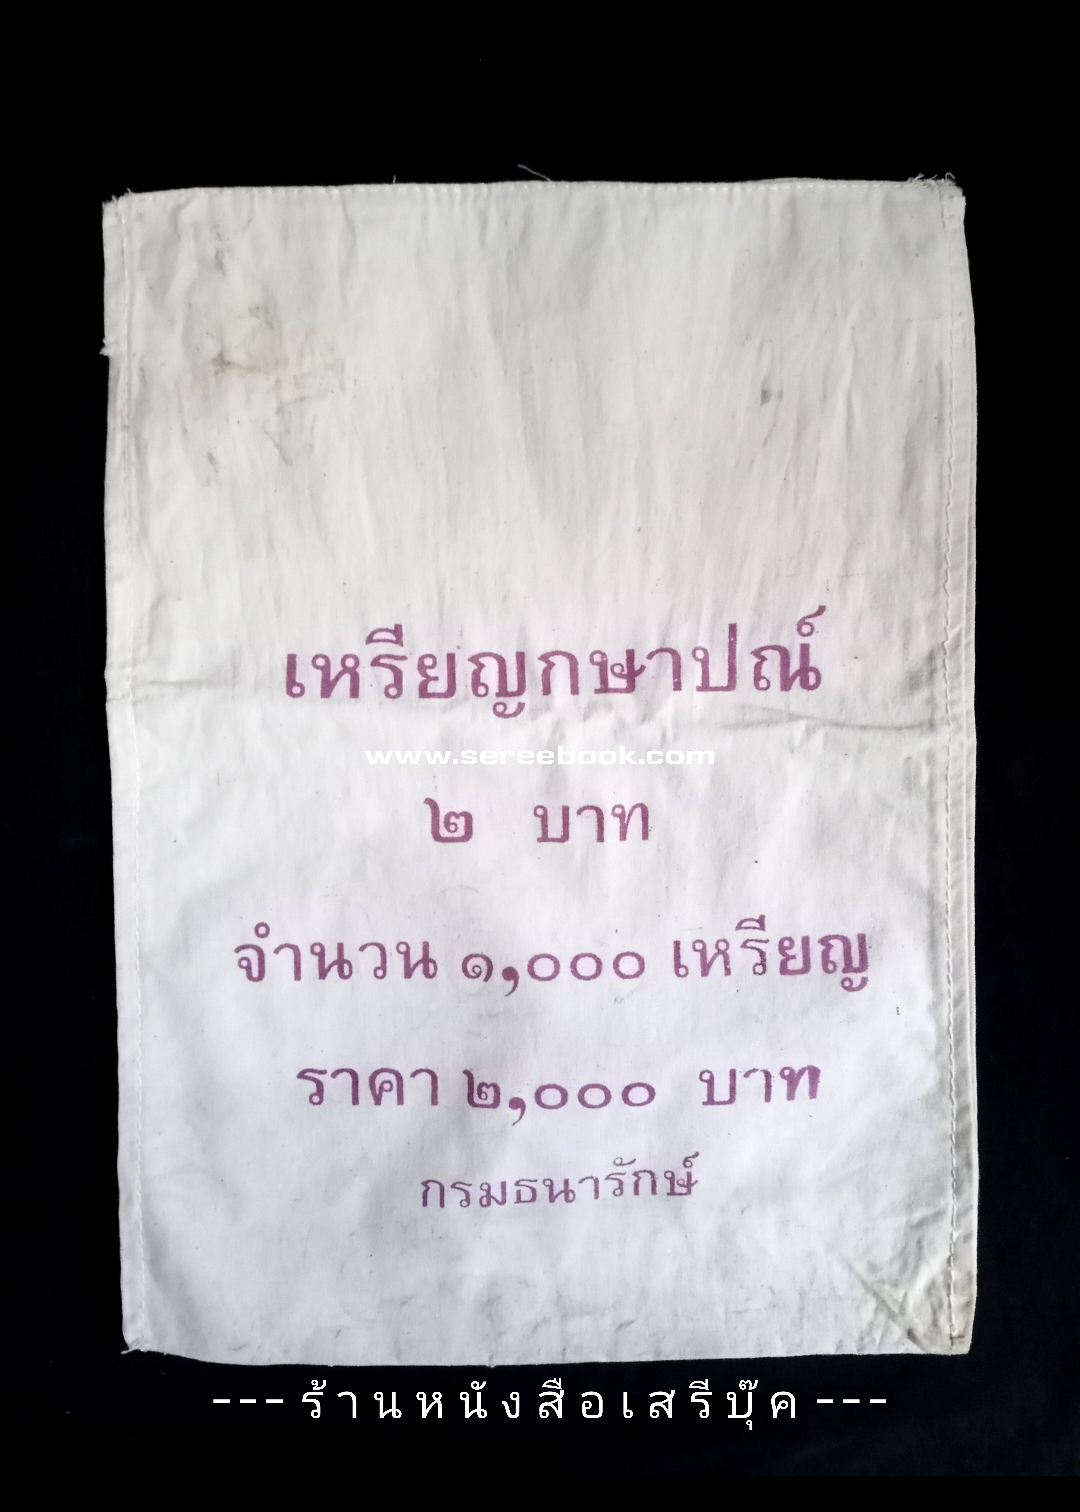 เหรียญกษาปณ์
www.sereebook.com
๒ บาท
จำนวน ๑,๐๐๐ เหรียญ
ราคา ๒,๐๐๐ บาท
กรมธนารักษ์
---ร้านหนังสือเสรีบุ๊ค---